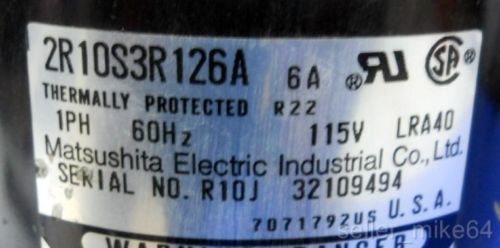 2R10S3R126A 6A
THERMALLY PROTECTED R22
1PH 60Hz 115V LRA40
Matsushita Electric Industrial Co., Ltd.
SERIAL NO. R10J 32109494
7071792US U.S.A.
seller_mike64